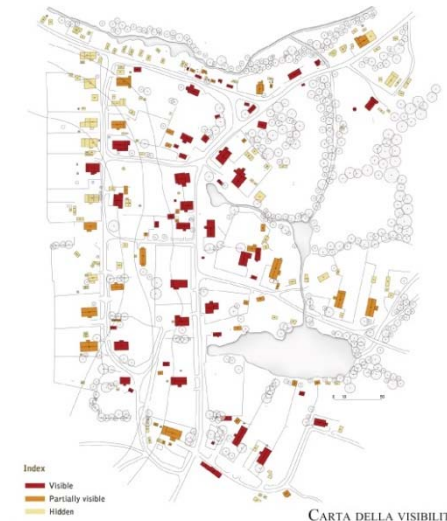 Index
Visible
Partially visible
Hidden
CARTA DELLA VISIBILIT